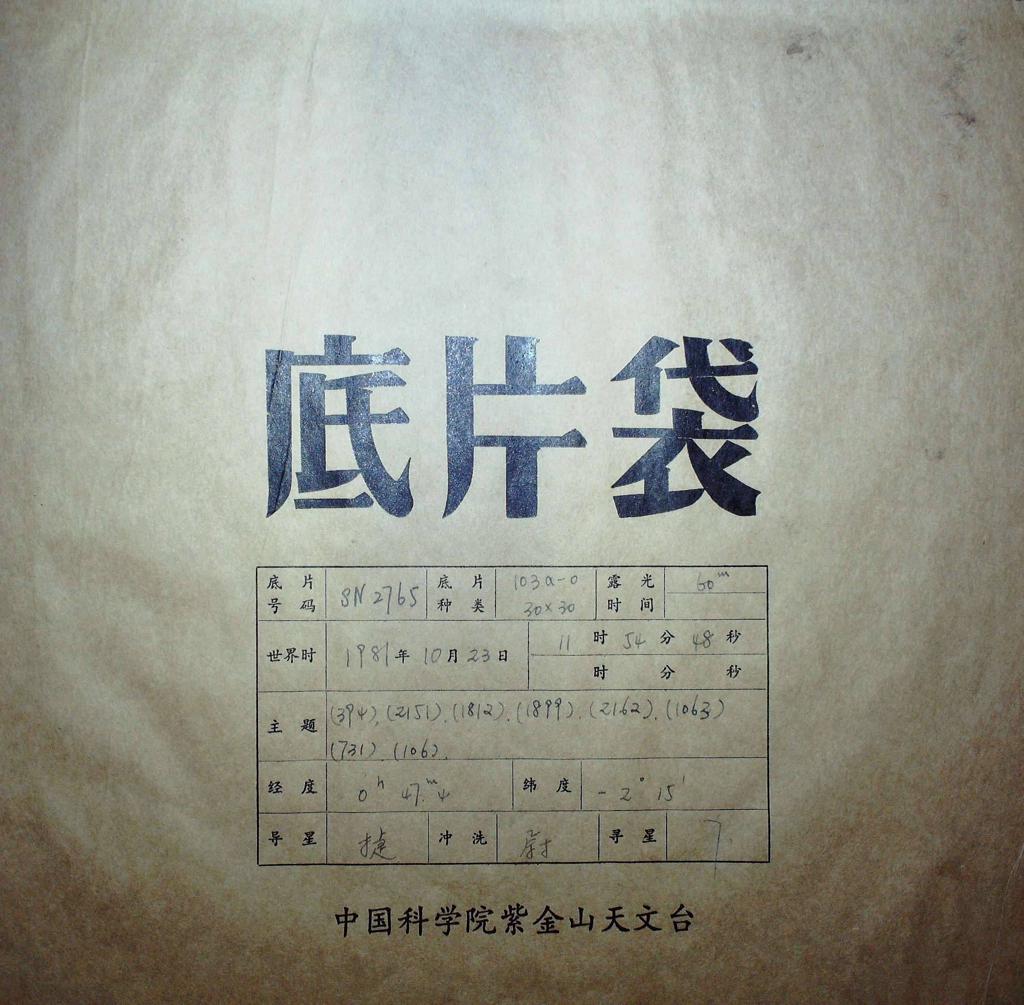 底片袋
底片号码 SN 2765 底片种类 103a-0 30×30 露光时间 60ᵐ
世界时 1981年10月23日 11时54分48秒
时 分 秒
主题 (394).(2151).(1812).(1899).(2162).(1063)
(731).(106).
经度 0ʰ 47.ᵐ4 纬度 -2° 15′
导星 捷 冲洗 尉 寻星
中国科学院紫金山天文台